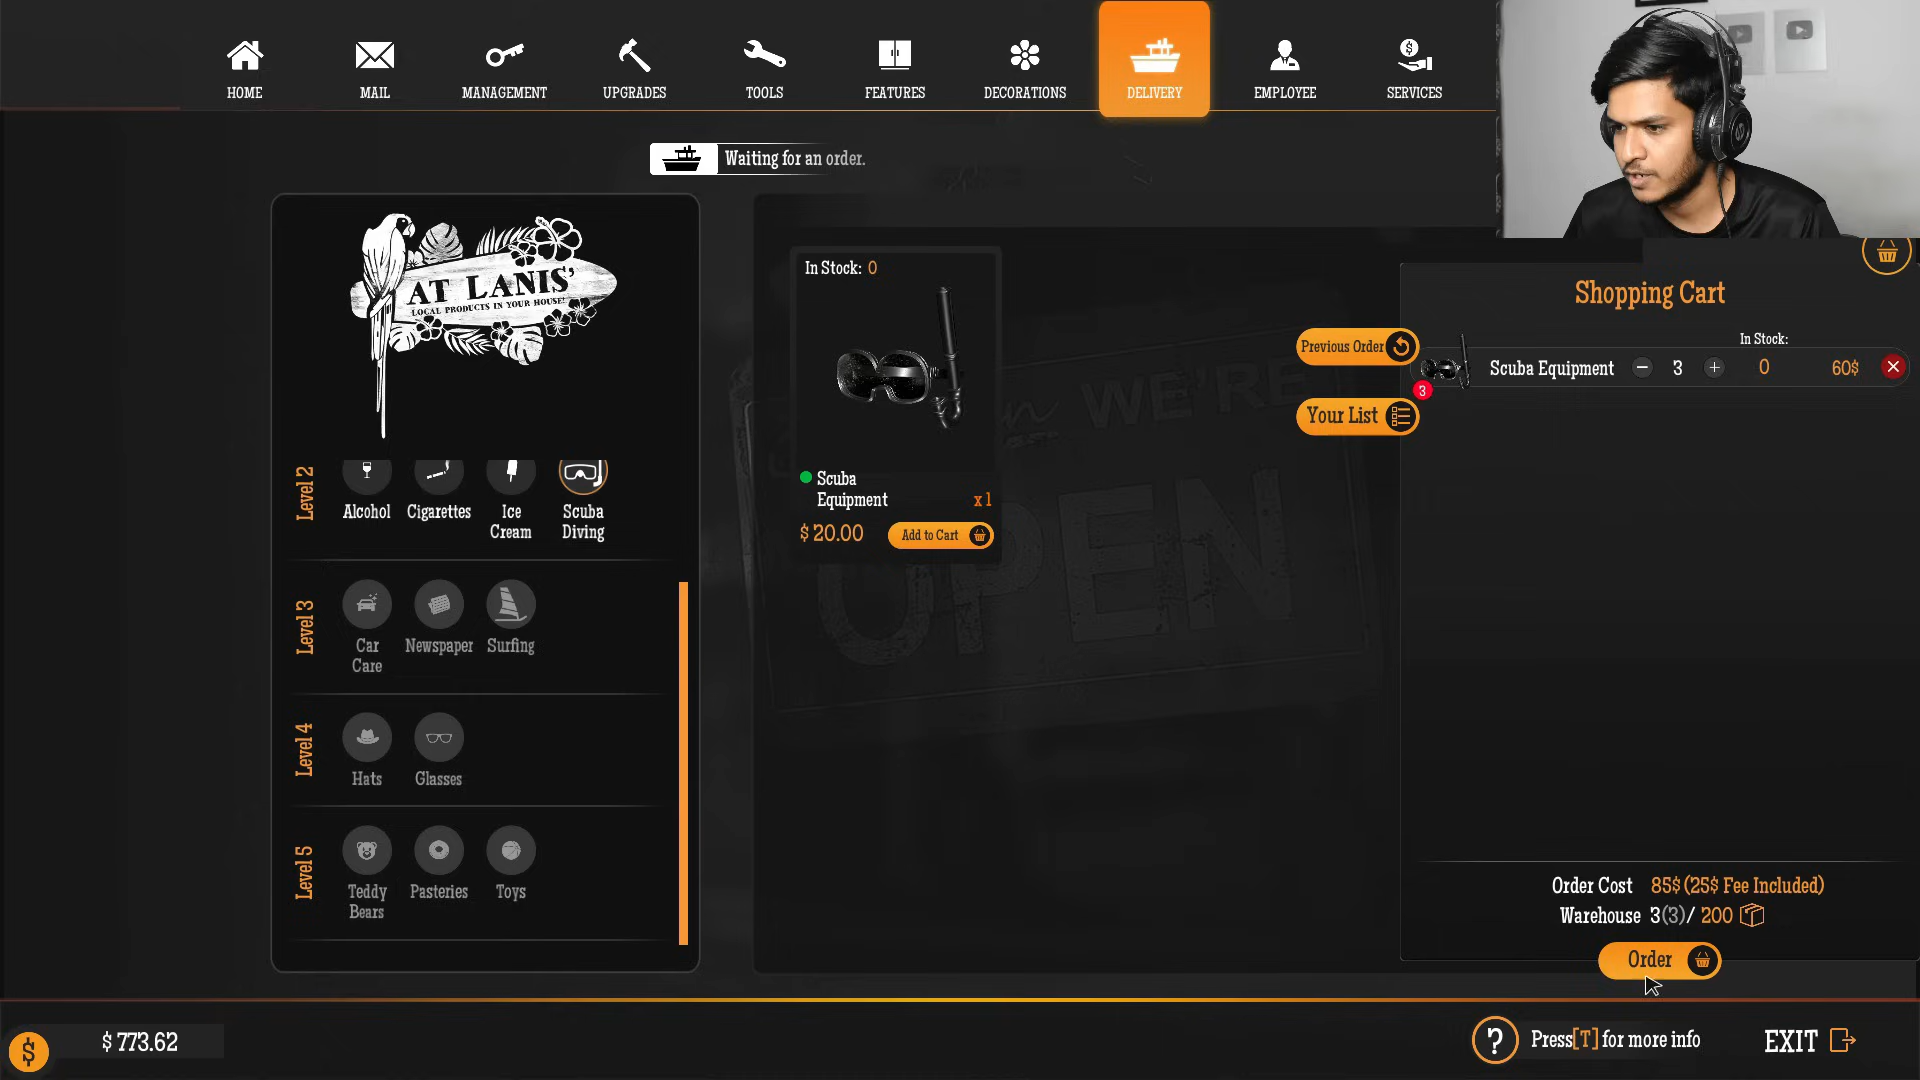 HOME
MAIL
MANAGEMENT
UPGRADES
TOOLS
FEATURES
DECORATIONS
DELIVERY
EMPLOYEE
SERVICES
Waiting for an order.
AT LANIS'
LOCAL PRODUCTS IN YOUR HOUSE!
Level 2
Alcohol
Cigarettes
Ice
Cream
Scuba
Diving
Level 3
Car
Care
Newspaper
Surfing
Level 4
Hats
Glasses
Level 5
Teddy
Bears
Pasteries
Toys
In Stock: 0
Scuba
Equipment
x 1
$ 20.00
Add to Cart
WE'RE
OPEN
Previous Order
Your List
3
Shopping Cart
In Stock:
Scuba Equipment
3
0
60$
Order Cost 85$ (25$ Fee Included)
Warehouse 3(3)/ 200
Order
$ 773.62
? Press[T] for more info
EXIT